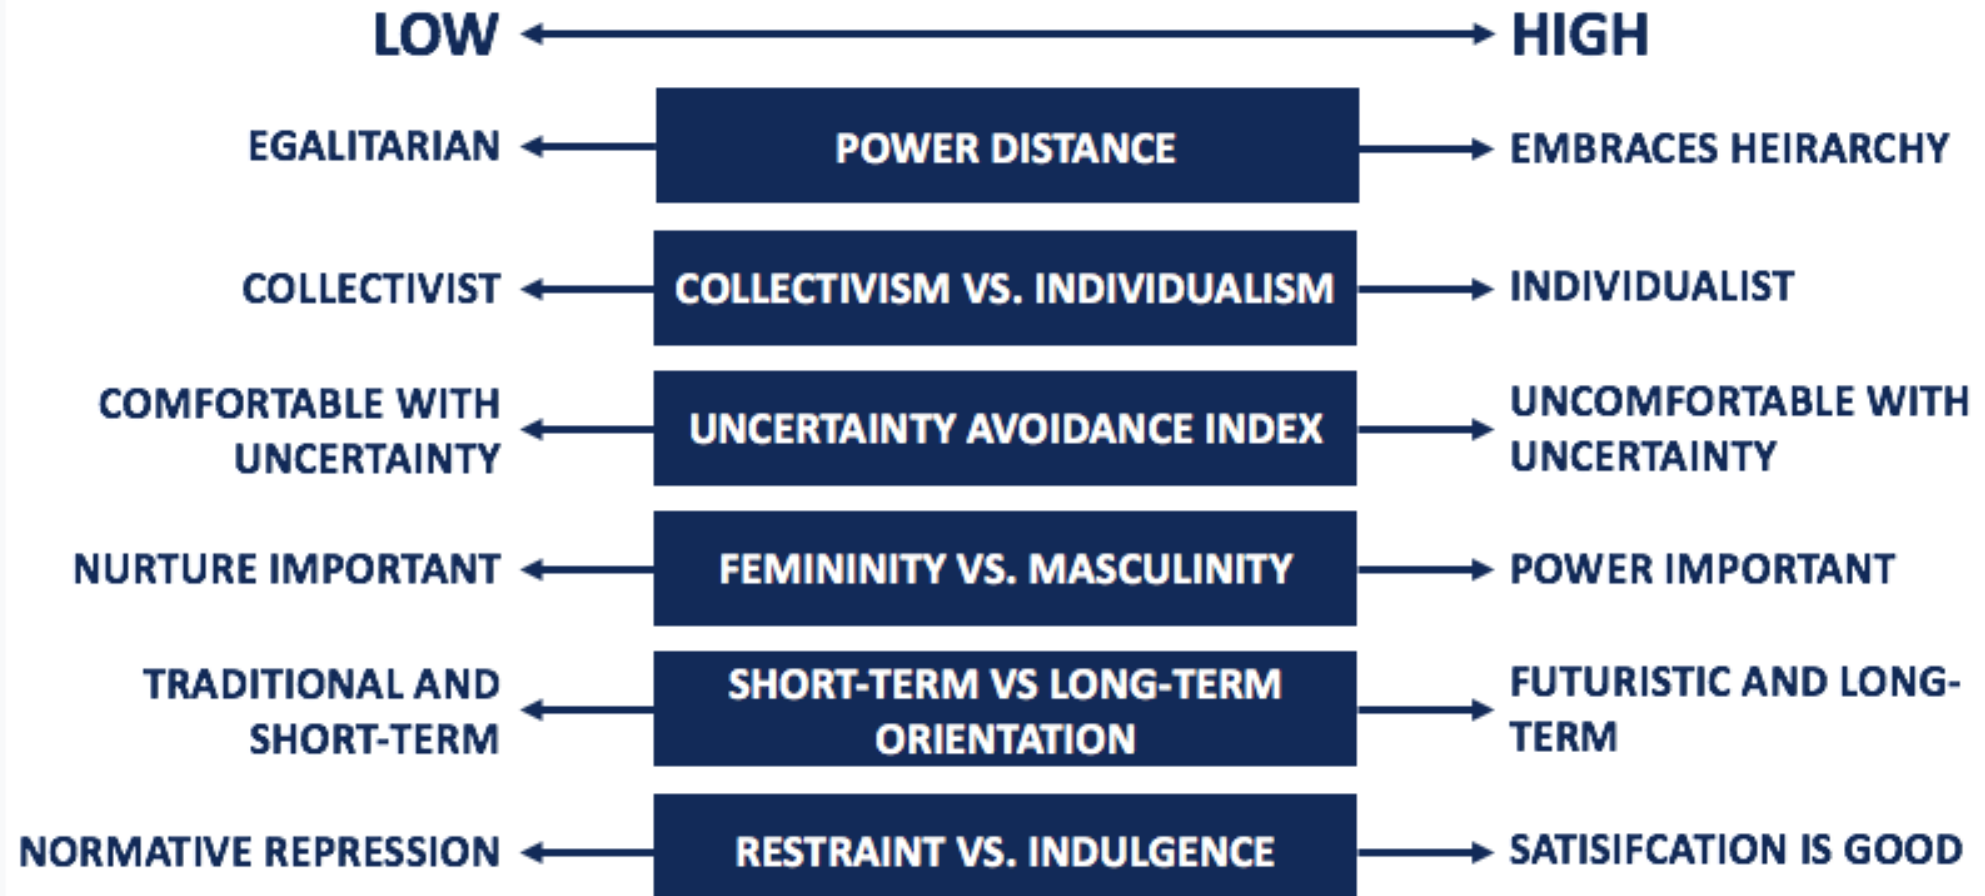 LOW HIGH
EGALITARIAN POWER DISTANCE EMBRACES HEIRARCHY
COLLECTIVIST COLLECTIVISM VS. INDIVIDUALISM INDIVIDUALIST
COMFORTABLE WITH
UNCERTAINTY
UNCERTAINTY AVOIDANCE INDEX
UNCOMFORTABLE WITH
UNCERTAINTY
NURTURE IMPORTANT FEMININITY VS. MASCULINITY POWER IMPORTANT
TRADITIONAL AND
SHORT-TERM
SHORT-TERM VS LONG-TERM
ORIENTATION
FUTURISTIC AND LONG-
TERM
NORMATIVE REPRESSION RESTRAINT VS. INDULGENCE SATISIFCATION IS GOOD